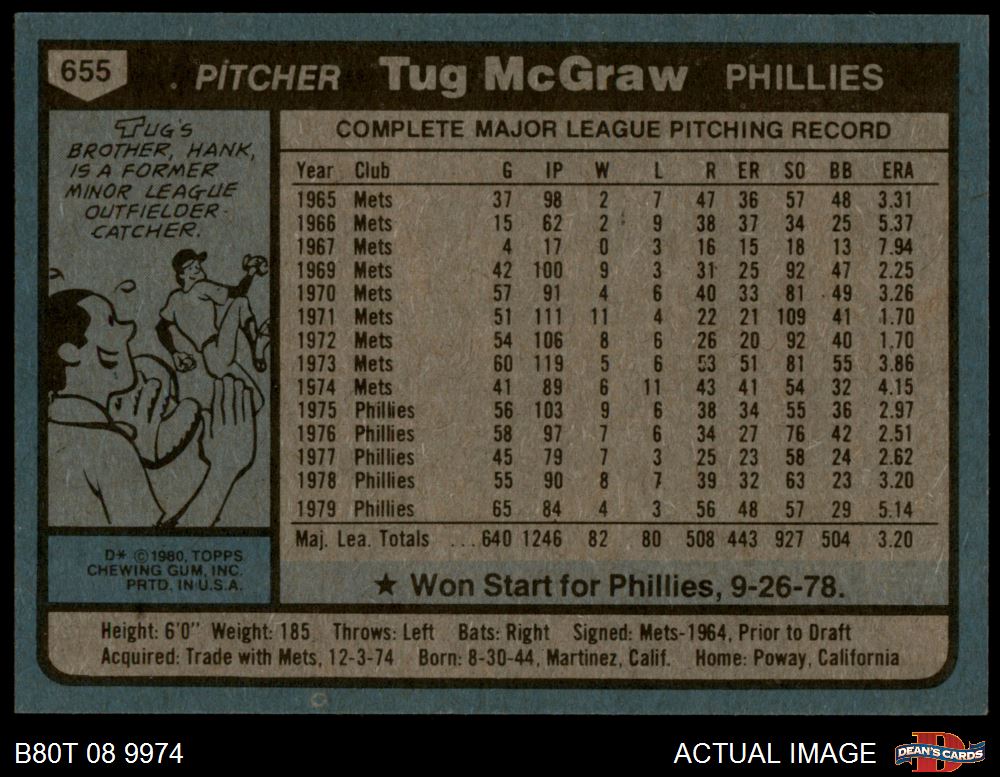 655 PITCHER Tug McGraw PHILLIES
TUG'S
BROTHER, HANK,
IS A FORMER
MINOR LEAGUE
OUTFIELDER-
CATCHER.
D* © 1980, TOPPS
CHEWING GUM, INC.
PRTD. IN U.S.A.
COMPLETE MAJOR LEAGUE PITCHING RECORD
Year Club G IP W L R ER SO BB ERA
1965 Mets 37 98 2 7 47 36 57 48 3.31
1966 Mets 15 62 2 9 38 37 34 25 5.37
1967 Mets 4 17 0 3 16 15 18 13 7.94
1969 Mets 42 100 9 3 31 25 92 47 2.25
1970 Mets 57 91 4 6 40 33 81 49 3.26
1971 Mets 51 111 11 4 22 21 109 41 1.70
1972 Mets 54 106 8 6 26 20 92 40 1.70
1973 Mets 60 119 5 6 53 51 81 55 3.86
1974 Mets 41 89 6 11 43 41 54 32 4.15
1975 Phillies 56 103 9 6 38 34 55 36 2.97
1976 Phillies 58 97 7 6 34 27 76 42 2.51
1977 Phillies 45 79 7 3 25 23 58 24 2.62
1978 Phillies 55 90 8 7 39 32 63 23 3.20
1979 Phillies 65 84 4 3 56 48 57 29 5.14
Maj. Lea. Totals ... 640 1246 82 80 508 443 927 504 3.20
★ Won Start for Phillies, 9-26-78.
Height: 6'0" Weight: 185 Throws: Left Bats: Right Signed: Mets-1964, Prior to Draft
Acquired: Trade with Mets, 12-3-74 Born: 8-30-44, Martinez, Calif. Home: Poway, California
B80T 08 9974
ACTUAL IMAGE
D
DEAN'S CARDS